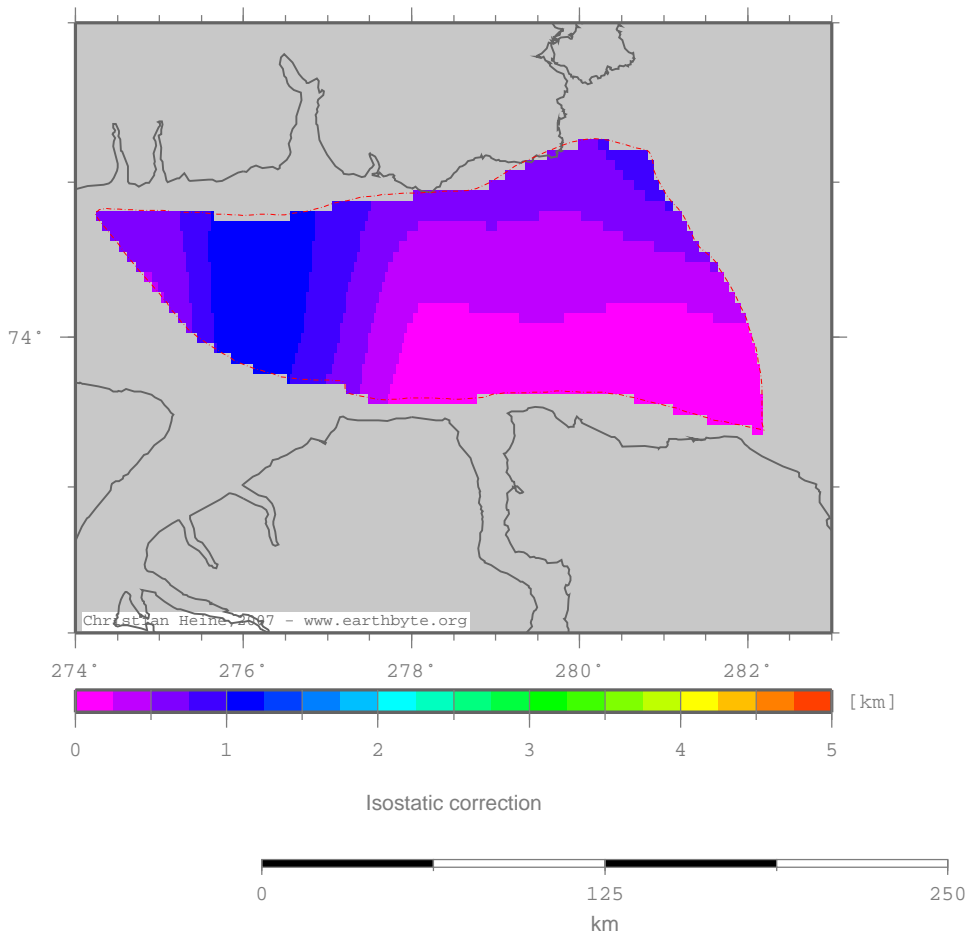 74°
Christian Heine, 2007 - www.earthbyte.org
274° 276° 278° 280° 282°
[km]
0 1 2 3 4 5
Isostatic correction
0 125 250
km